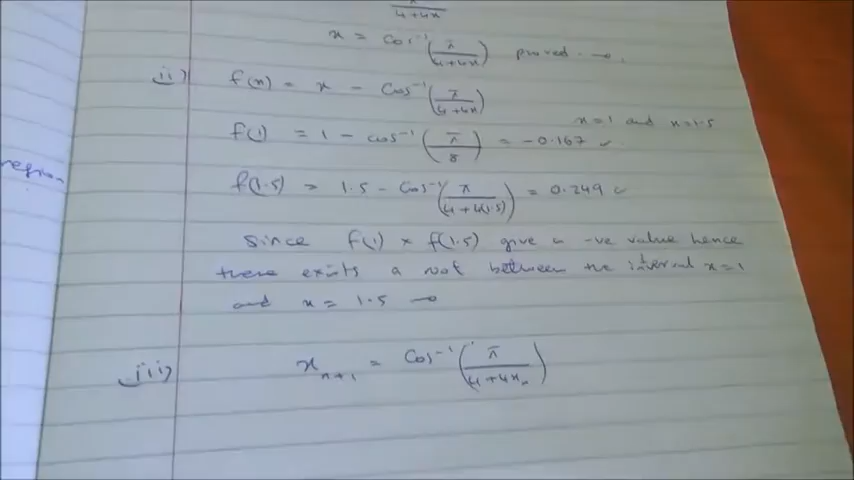 π/(4+4x)
x = cos⁻¹(π/(4+4x)) proved
ii) f(x) = x - cos⁻¹(π/(4+4x))
x=1 and x=1.5
f(1) = 1 - cos⁻¹(π/8) = -0.167 ✓
f(1.5) = 1.5 - cos⁻¹(π/(4+4(1.5))) = 0.249 ✓
region
Since f(1) × f(1.5) give a -ve value hence
there exists a root between the interval x=1
and x = 1.5
iii) xₙ₊₁ = cos⁻¹(π/(4+4xₙ))